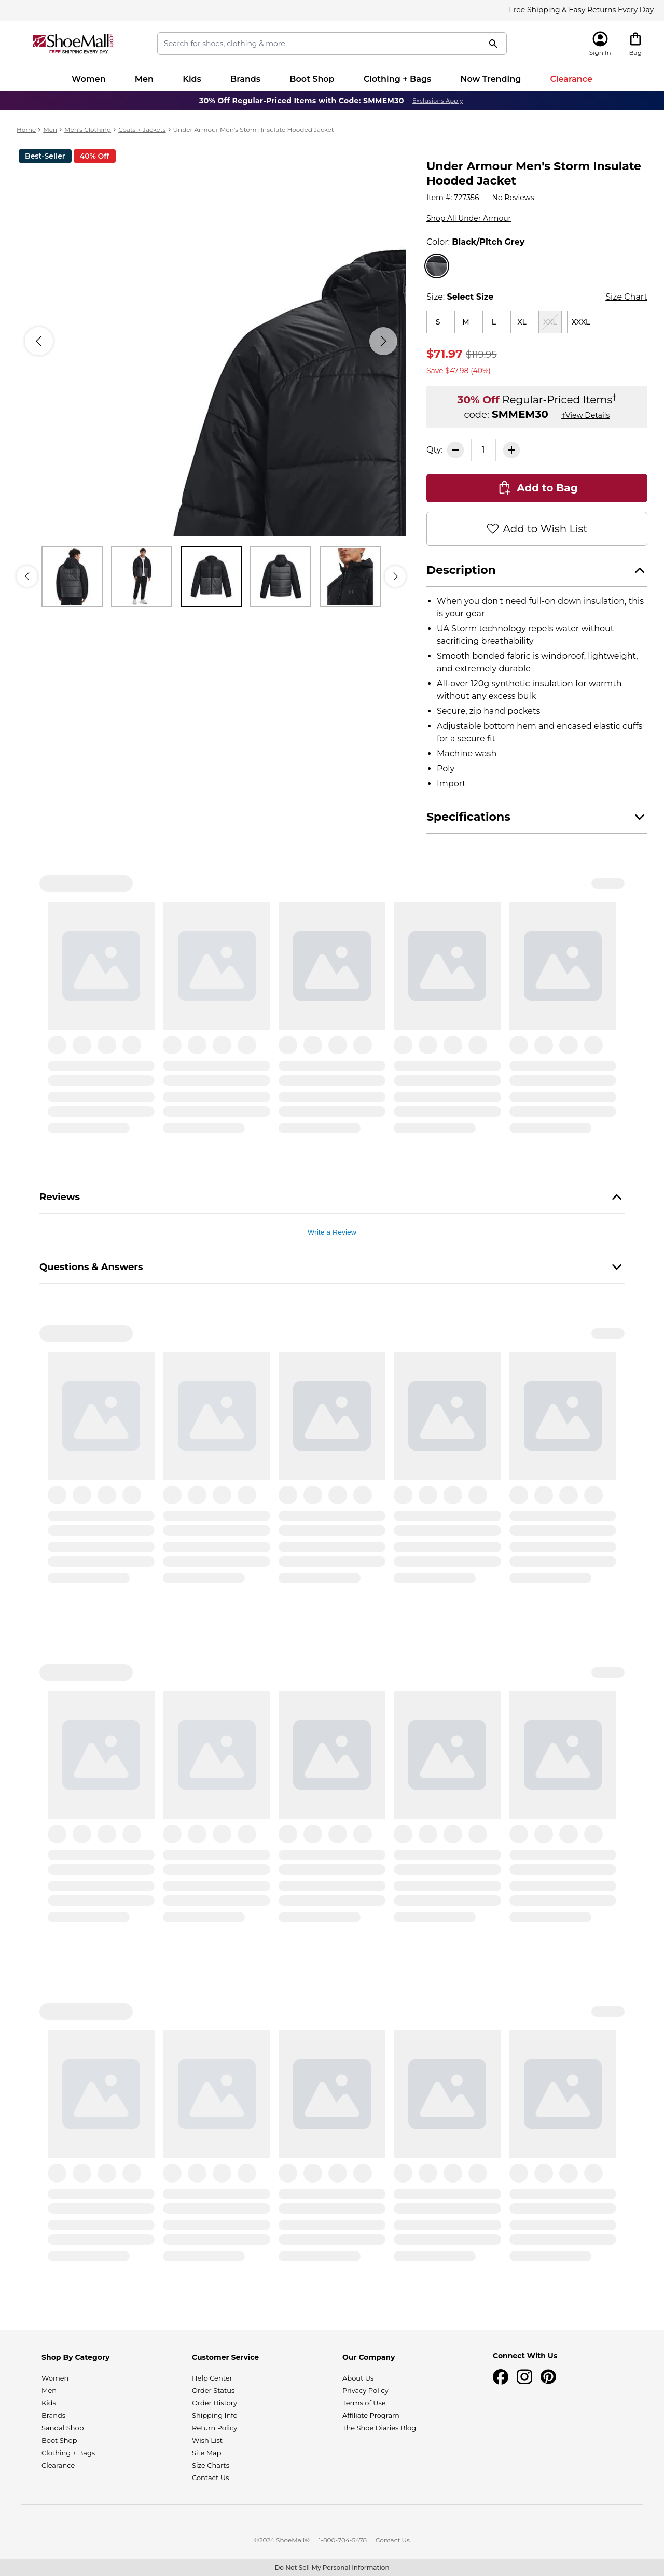 Free Shipping & Easy Returns Every Day
ShoeMall.com
FREE SHIPPING EVERY DAY
Search for shoes, clothing & more
Sign In
Bag
Women
Men
Kids
Brands
Boot Shop
Clothing + Bags
Now Trending
Clearance
30% Off Regular-Priced Items with Code: SMMEM30
Exclusions Apply
Home > Men > Men's Clothing > Coats + Jackets > Under Armour Men's Storm Insulate Hooded Jacket
Best-Seller
40% Off
Under Armour Men's Storm Insulate
Hooded Jacket
Item #: 727356
No Reviews
Shop All Under Armour
Color: Black/Pitch Grey
Size: Select Size
Size Chart
S
M
L
XL
XXL
XXXL
$71.97 $119.95
Save $47.98 (40%)
30% Off Regular-Priced Items†
code: SMMEM30
†View Details
Qty:
1
Add to Bag
Add to Wish List
Description
• When you don't need full-on down insulation, this
is your gear
• UA Storm technology repels water without
sacrificing breathability
• Smooth bonded fabric is windproof, lightweight,
and extremely durable
• All-over 120g synthetic insulation for warmth
without any excess bulk
• Secure, zip hand pockets
• Adjustable bottom hem and encased elastic cuffs
for a secure fit
• Machine wash
• Poly
• Import
Specifications
Reviews
Write a Review
Questions & Answers
Shop By Category
Women
Men
Kids
Brands
Sandal Shop
Boot Shop
Clothing + Bags
Clearance
Customer Service
Help Center
Order Status
Order History
Shipping Info
Return Policy
Wish List
Site Map
Size Charts
Contact Us
Our Company
About Us
Privacy Policy
Terms of Use
Affiliate Program
The Shoe Diaries Blog
Connect With Us
©2024 ShoeMall®
1-800-704-5478
Contact Us
Do Not Sell My Personal Information